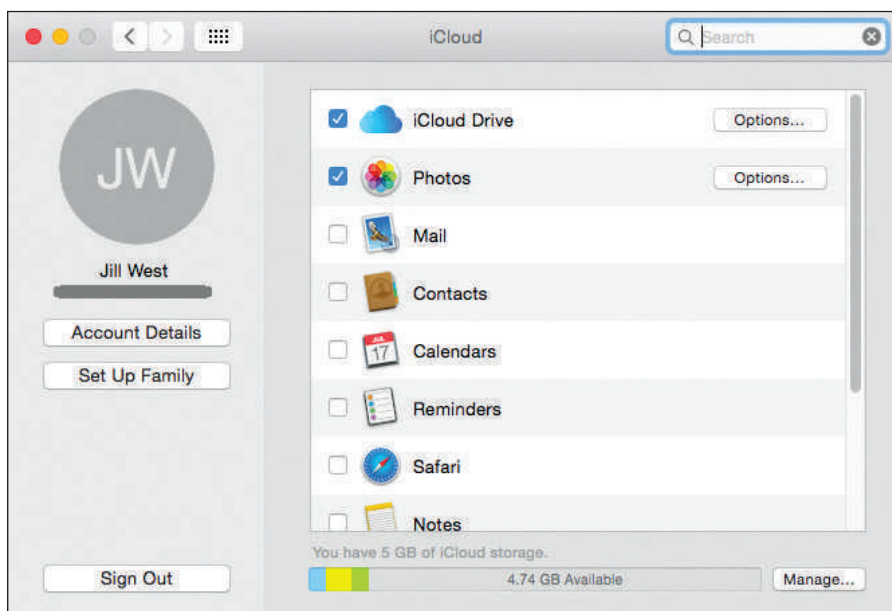 iCloud
Search
JW
Jill West
Account Details
Set Up Family
Sign Out
iCloud Drive
Options...
Photos
Options...
Mail
Contacts
JUL
17
Calendars
Reminders
Safari
Notes
You have 5 GB of iCloud storage.
4.74 GB Available
Manage...